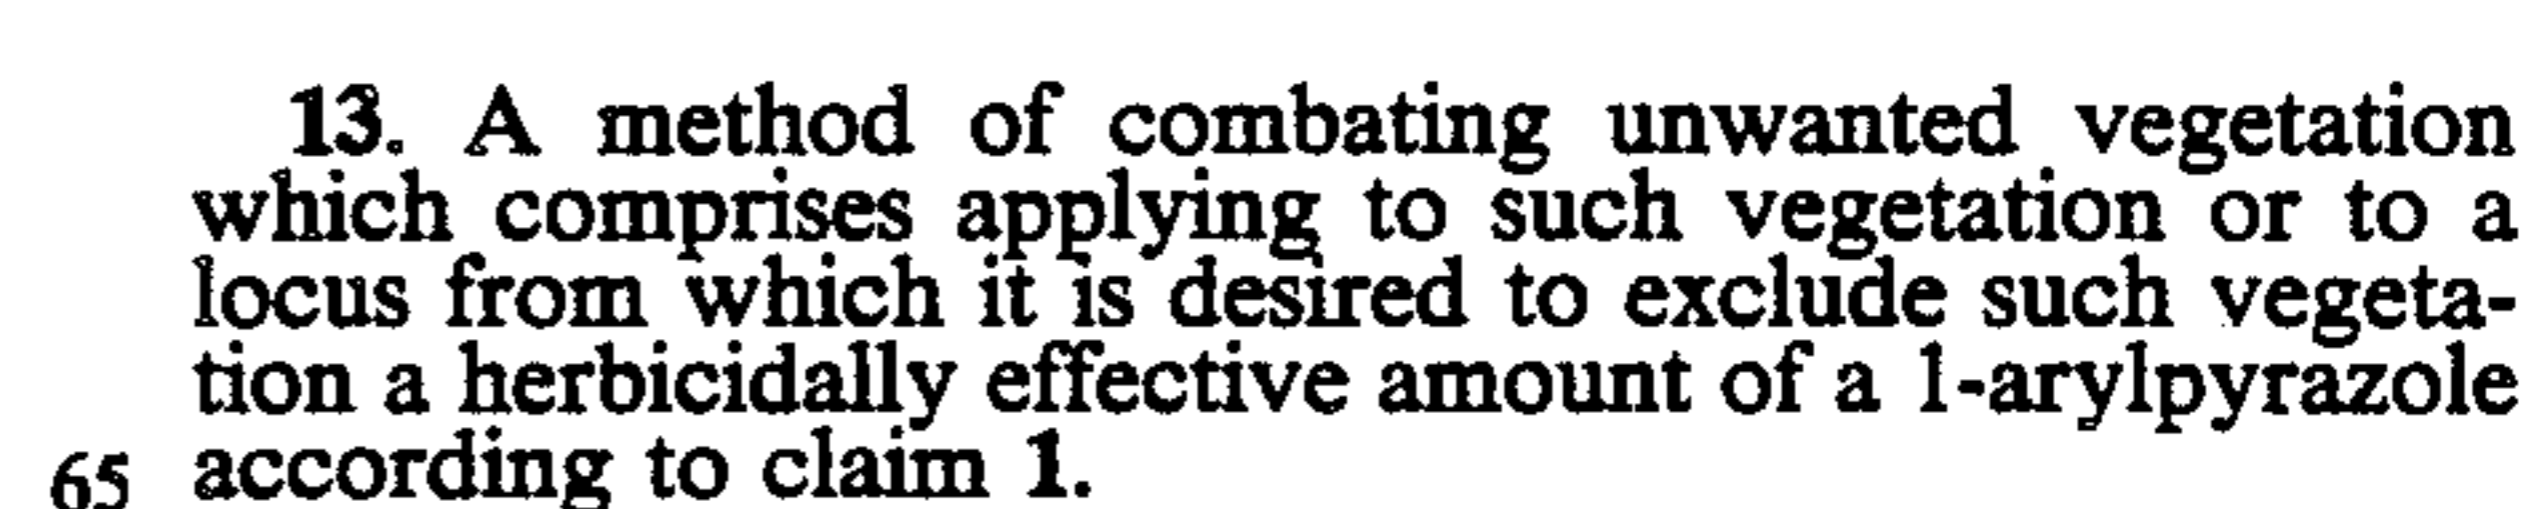 13. A method of combating unwanted vegetation
which comprises applying to such vegetation or to a
locus from which it is desired to exclude such vegeta-
tion a herbicidally effective amount of a 1-arylpyrazole
65 according to claim 1.